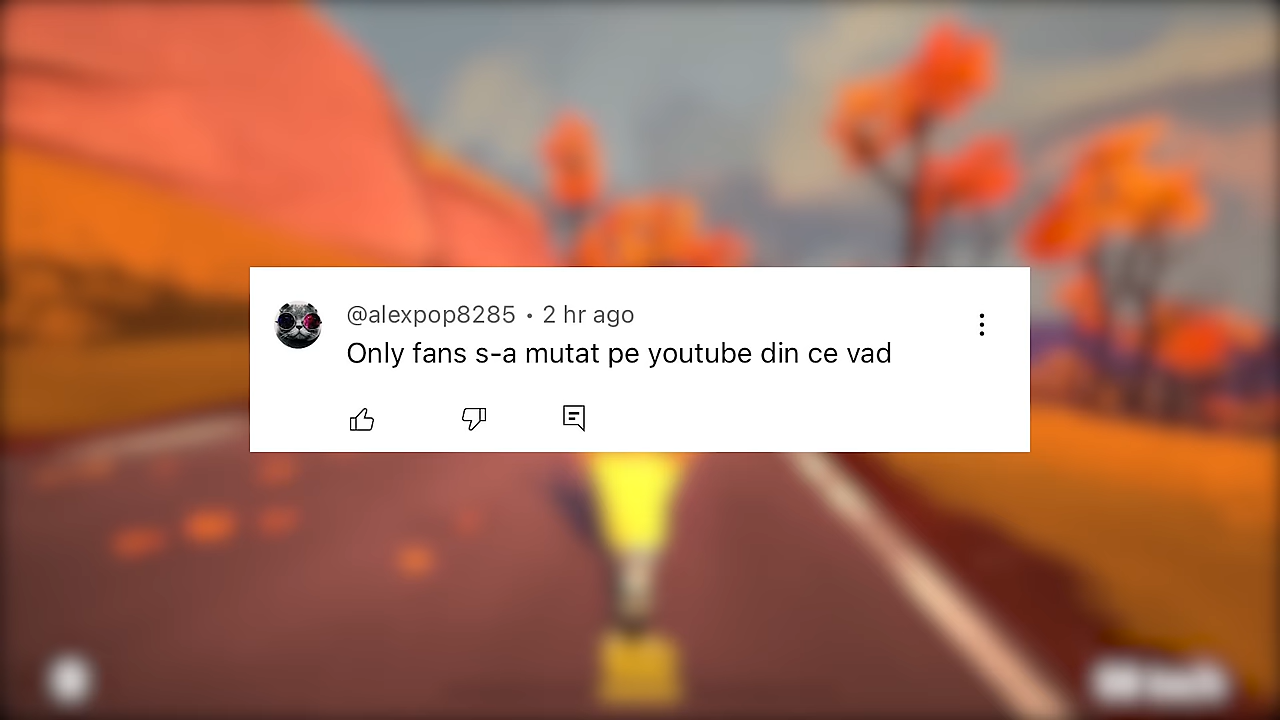 @alexpop8285 • 2 hr ago
Only fans s-a mutat pe youtube din ce vad